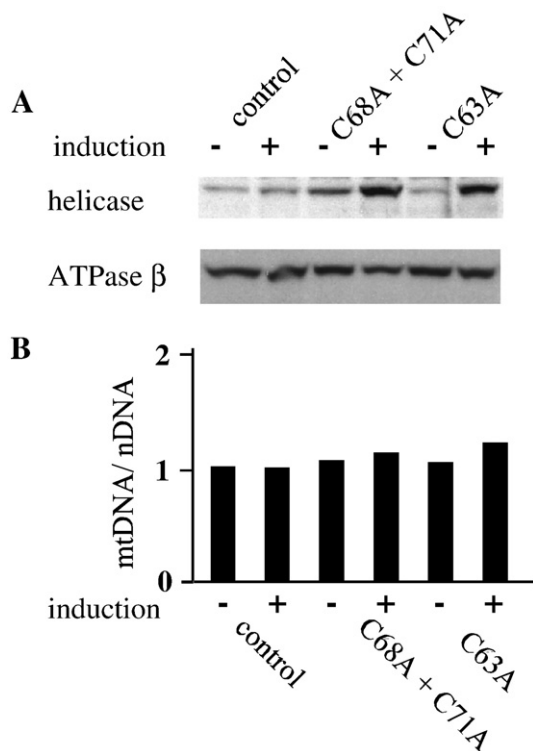 A
control
C68A + C71A
C63A
induction - + - + - +
helicase
ATPase β
B
2
1
0
mtDNA/ nDNA
induction - + - + - +
control
C68A + C71A
C63A